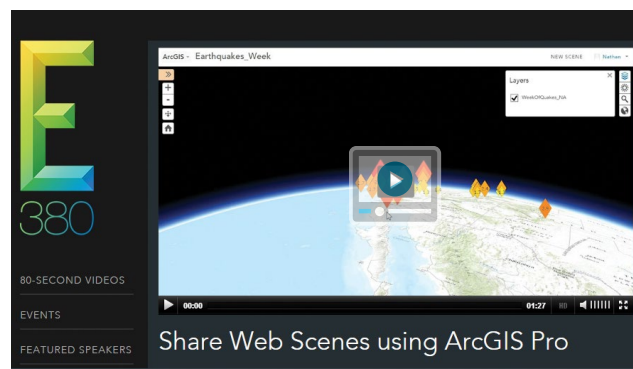 E
380
80-SECOND VIDEOS
EVENTS
FEATURED SPEAKERS
ArcGIS Earthquakes_Week
NEW SCENE Nathan
Layers
WeekOfQuakes_NA
00:00 01:27 HD
Share Web Scenes using ArcGIS Pro